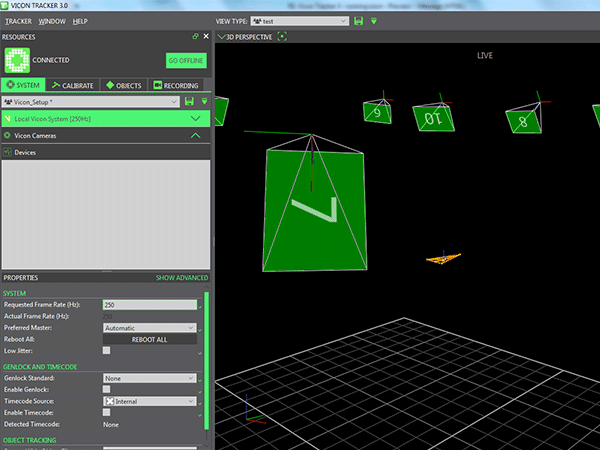 VICON TRACKER 3.0
TRACKER WINDOW HELP
VIEW TYPE: test
RESOURCES
3D PERSPECTIVE
LIVE
CONNECTED
GO OFFLINE
SYSTEM CALIBRATE OBJECTS RECORDING
Vicon_Setup *
Local Vicon System [250Hz]
Vicon Cameras
Devices
6
10
8
7
PROPERTIES
SHOW ADVANCED
SYSTEM
Requested Frame Rate (Hz): 250
Actual Frame Rate (Hz): 250
Preferred Master: Automatic
Reboot All: REBOOT ALL
Low Jitter:
GENLOCK AND TIMECODE
Genlock Standard: None
Enable Genlock:
Timecode Source: Internal
Enable Timecode:
Detected Timecode: None
OBJECT TRACKING